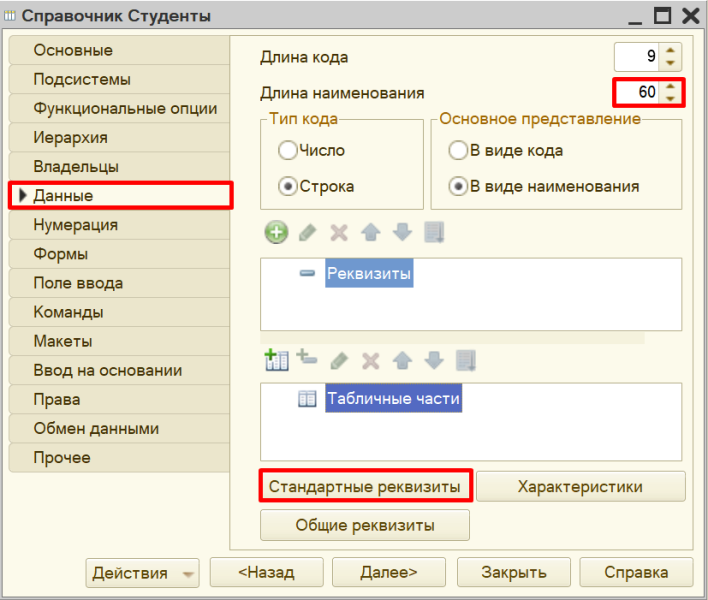 Справочник Студенты
Основные
Подсистемы
Функциональные опции
Иерархия
Владельцы
Данные
Нумерация
Формы
Поле ввода
Команды
Макеты
Ввод на основании
Права
Обмен данными
Прочее
Длина кода 9
Длина наименования 60
Тип кода Основное представление
Число В виде кода
Строка В виде наименования
Реквизиты
Табличные части
Стандартные реквизиты Характеристики
Общие реквизиты
Действия <Назад Далее> Закрыть Справка